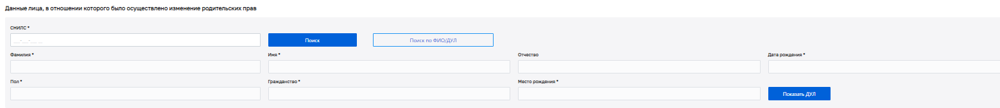 Данные лица, в отношении которого было осуществлено изменение родительских прав
СНИЛС *
___-___-___ __ Поиск Поиск по ФИО/ДУЛ
Фамилия * Имя * Отчество Дата рождения *
Пол * Гражданство * Место рождения *
Показать ДУЛ